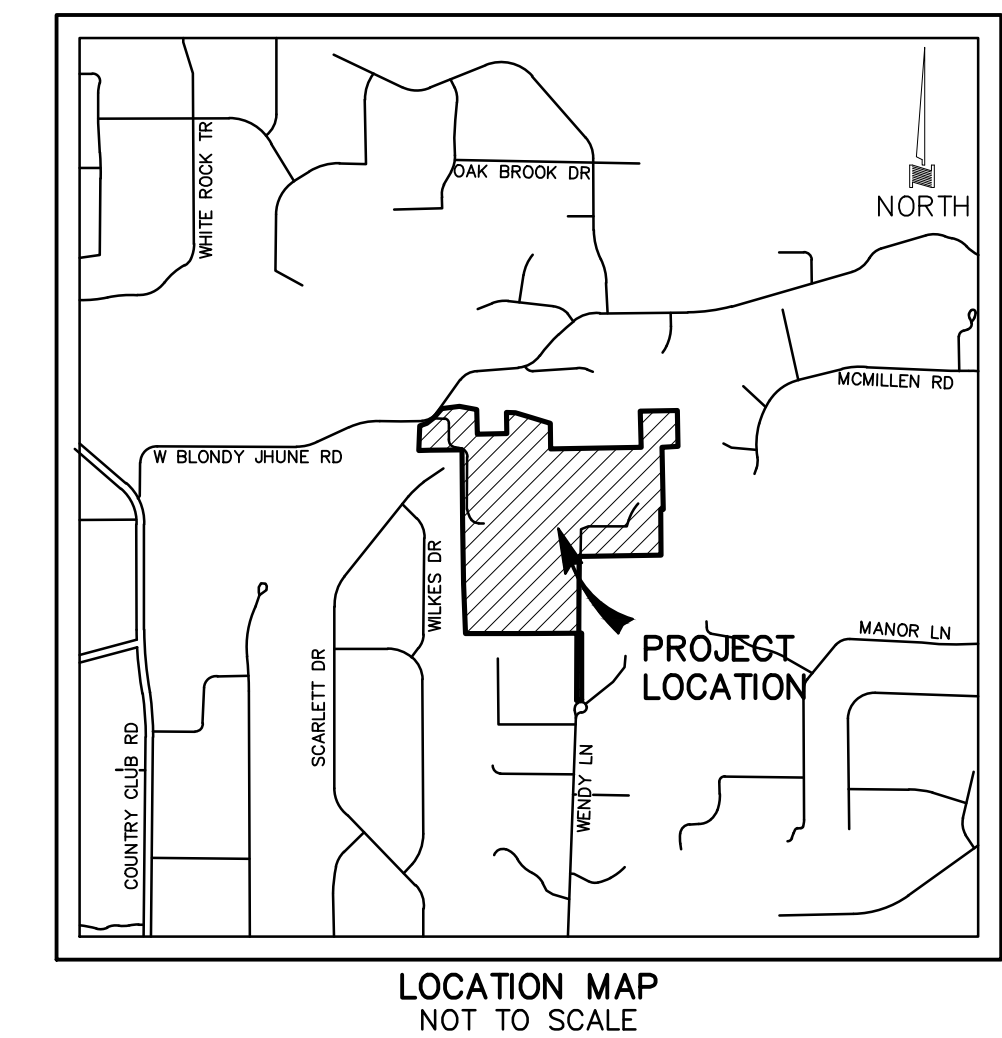 WHITE ROCK TR
OAK BROOK DR
NORTH
MCMILLEN RD
W BLONDY JHUNE RD
WILKES DR
MANOR LN
PROJECT
LOCATION
SCARLETT DR
COUNTRY CLUB RD
WENDY LN
LOCATION MAP
NOT TO SCALE